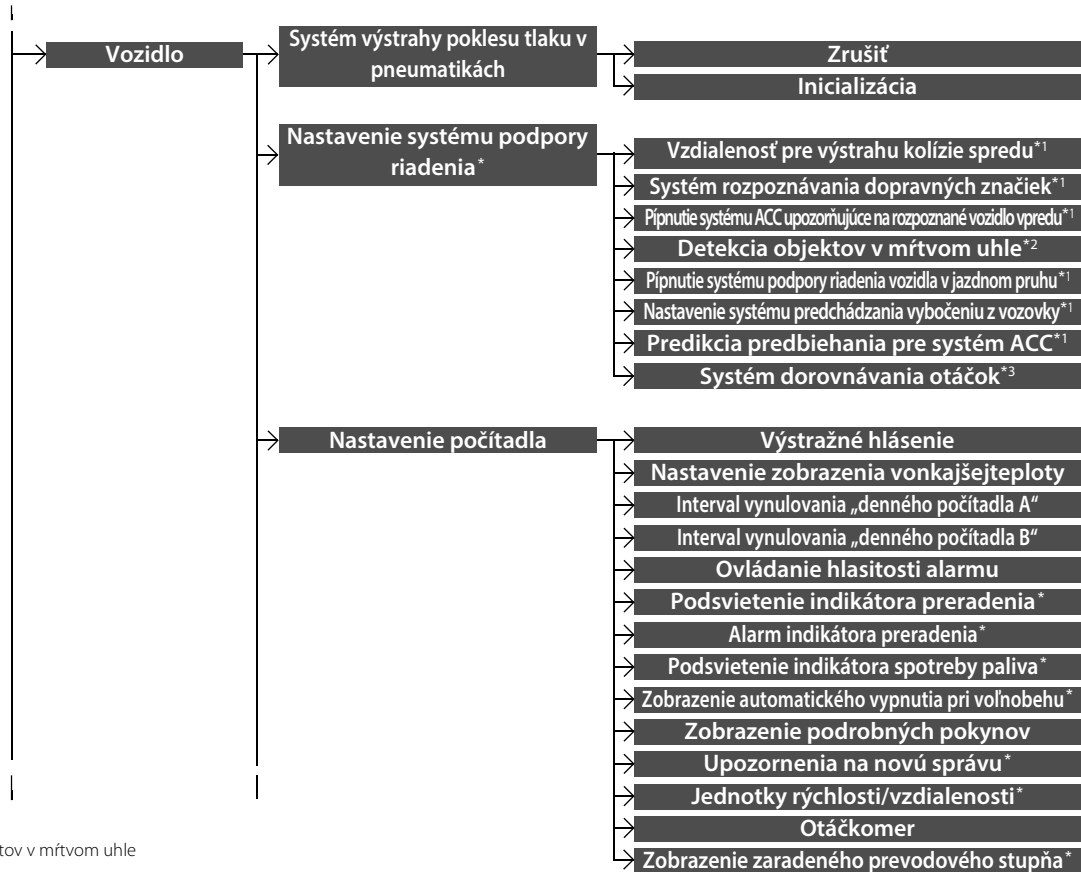 Vozidlo
Systém výstrahy poklesu tlaku v
pneumatikách
Zrušiť
Inicializácia
Nastavenie systému podpory
riadenia*
Vzdialenosť pre výstrahu kolízie spredu*1
Systém rozpoznávania dopravných značiek*1
Pípnutie systému ACC upozorňujúce na rozpoznané vozidlo vpredu*1
Detekcia objektov v mŕtvom uhle*2
Pípnutie systému podpory riadenia vozidla v jazdnom pruhu*1
Nastavenie systému predchádzania vybočeniu z vozovky*1
Predikcia predbiehania pre systém ACC*1
Systém dorovnávania otáčok*3
Nastavenie počítadla
Výstražné hlásenie
Nastavenie zobrazenia vonkajšejteploty
Interval vynulovania „denného počítadla A“
Interval vynulovania „denného počítadla B“
Ovládanie hlasitosti alarmu
Podsvietenie indikátora preradenia*
Alarm indikátora preradenia*
Podsvietenie indikátora spotreby paliva*
Zobrazenie automatického vypnutia pri voľnobehu*
Zobrazenie podrobných pokynov
Upozornenia na novú správu*
Jednotky rýchlosti/vzdialenosti*
Otáčkomer
Zobrazenie zaradeného prevodového stupňa*
tov v mŕtvom uhle